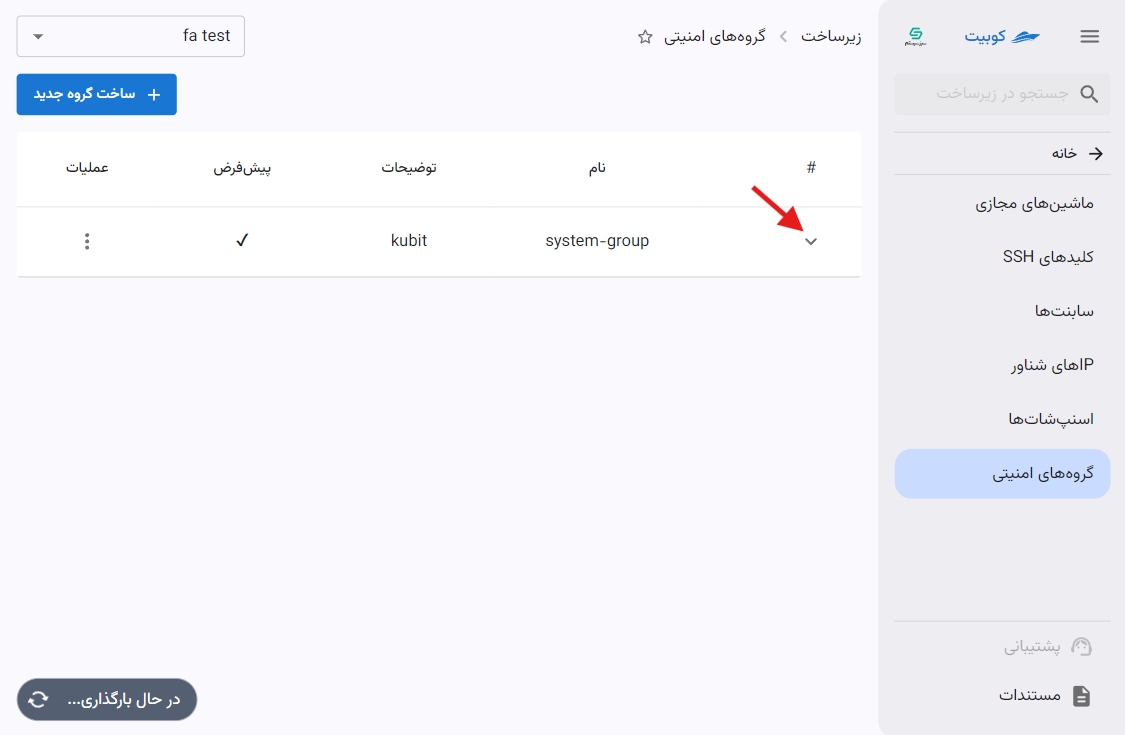 کوبیت
جستجو در زیرساخت
خانه
ماشین‌های مجازی
کلیدهای SSH
سابنت‌ها
IPهای شناور
اسنپ‌شات‌ها
گروه‌های امنیتی
پشتیبانی
مستندات
زیرساخت
گروه‌های امنیتی
fa test
ساخت گروه جدید +
# نام توضیحات پیش‌فرض عملیات
system-group kubit ✓
در حال بارگذاری...